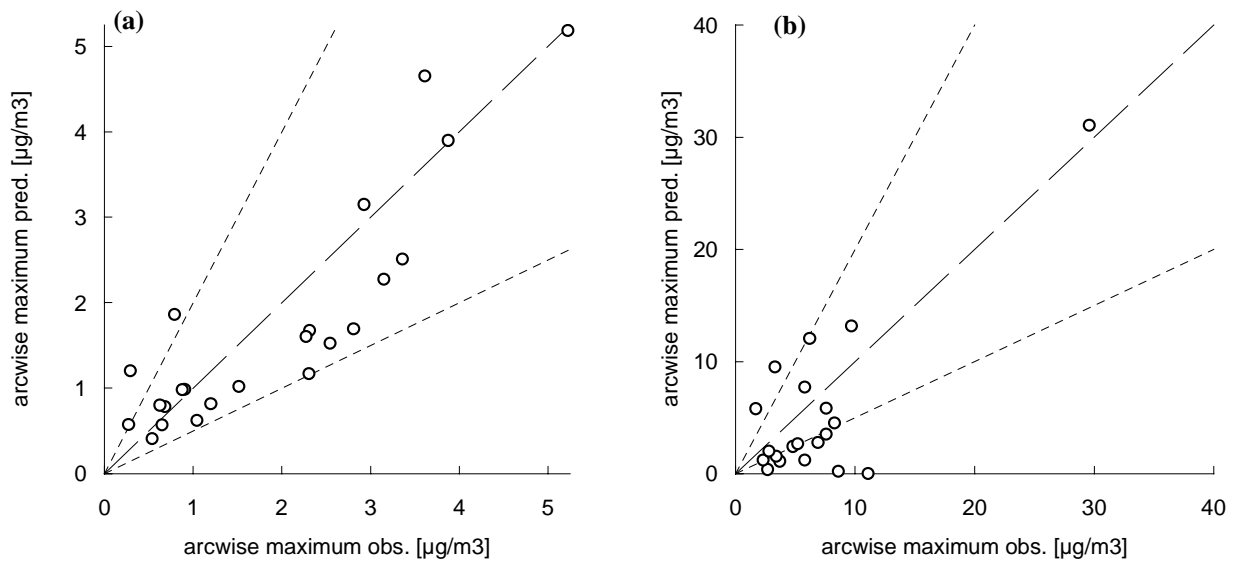 (a)
arcwise maximum pred. [µg/m3]
5
4
3
2
1
0
0 1 2 3 4 5
arcwise maximum obs. [µg/m3]
(b)
arcwise maximum pred. [µg/m3]
40
30
20
10
0
0 10 20 30 40
arcwise maximum obs. [µg/m3]